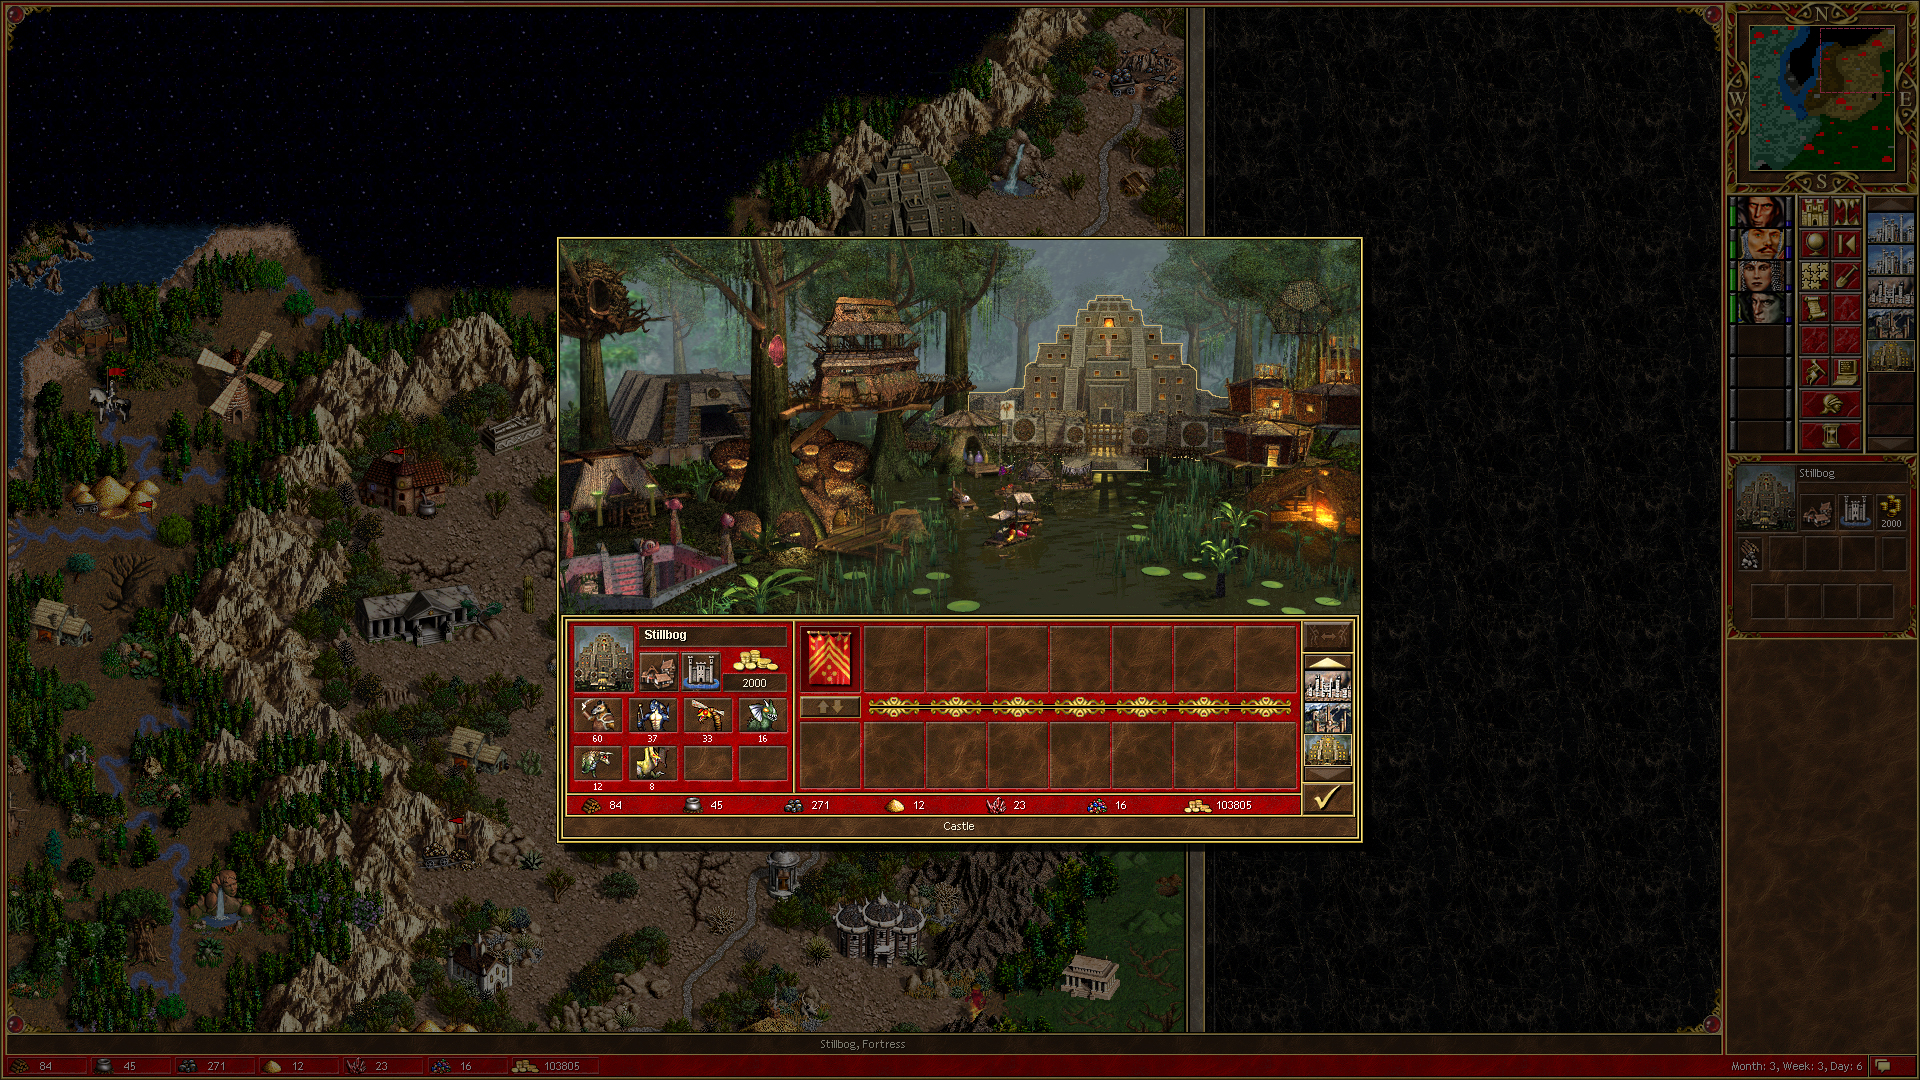 N
W E
S
Stillbog
2000
Stillbog
2000
60 37 33 16
12 8
84 45 271 12 23 16 103805
Castle
Stillbog, Fortress
84 45 271 12 23 16 103805 Month: 3, Week: 3, Day: 6